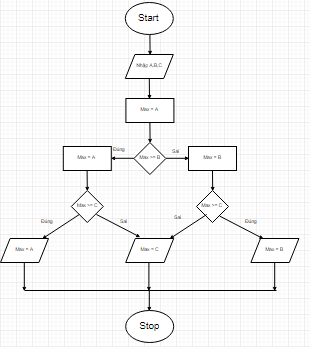 Start
Nhập A,B,C
Max = A
Đúng
Max >= B
Sai
Max = A
Max = B
Max >= C
Max >= C
Đúng
Sai
Sai
Đúng
Max = A
Max = C
Max = B
Stop